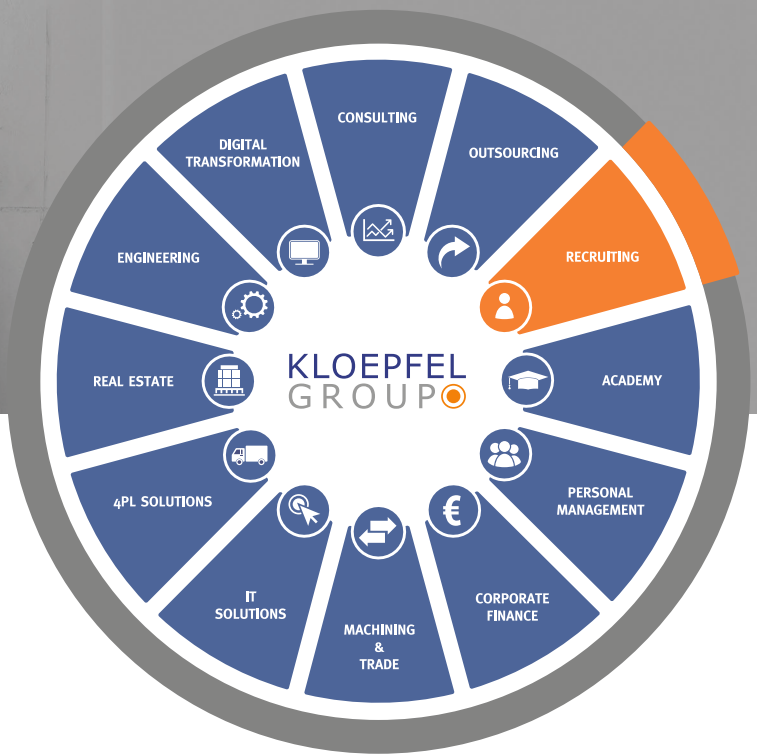 CONSULTING
OUTSOURCING
RECRUITING
ACADEMY
PERSONAL
MANAGEMENT
CORPORATE
FINANCE
MACHINING
&
TRADE
IT
SOLUTIONS
4PL SOLUTIONS
REAL ESTATE
ENGINEERING
DIGITAL
TRANSFORMATION
KLOEPFEL
GROUP
€